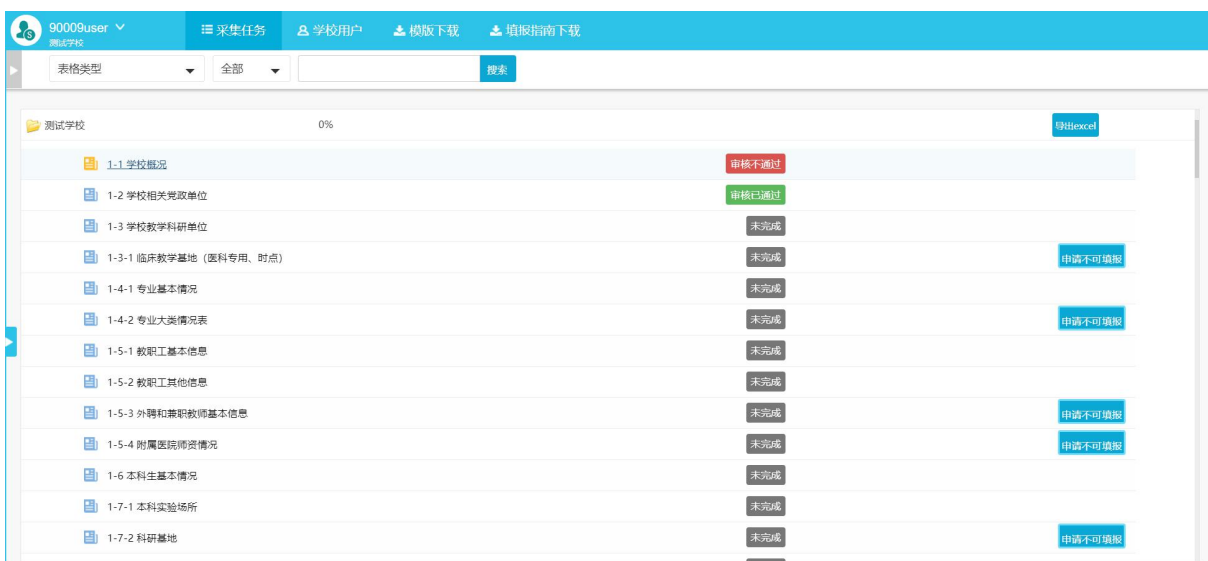 90009user
测试学校
采集任务 学校用户 模版下载 填报指南下载
表格类型 全部 搜索
测试学校 0% 导出excel
1-1 学校概况 审核不通过
1-2 学校相关党政单位 审核已通过
1-3 学校教学科研单位 未完成
1-3-1 临床教学基地（医科专用、时点） 未完成 申请不可填报
1-4-1 专业基本情况 未完成
1-4-2 专业大类情况表 未完成 申请不可填报
1-5-1 教职工基本信息 未完成
1-5-2 教职工其他信息 未完成
1-5-3 外聘和兼职教师基本信息 未完成 申请不可填报
1-5-4 附属医院师资情况 未完成 申请不可填报
1-6 本科生基本情况 未完成
1-7-1 本科实验场所 未完成
1-7-2 科研基地 未完成 申请不可填报